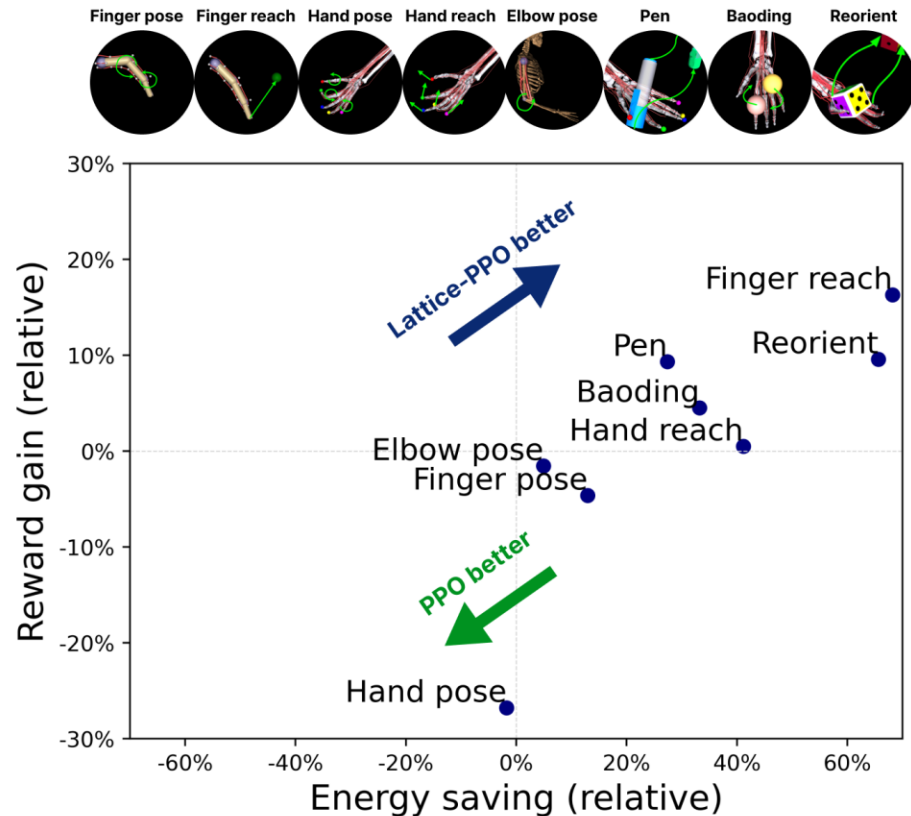 Finger pose Finger reach Hand pose Hand reach Elbow pose Pen Baoding Reorient
30%
20%
10%
0%
-10%
-20%
-30%
Reward gain (relative)
Lattice-PPO better
Finger reach
Pen
Reorient
Baoding
Hand reach
Elbow pose
Finger pose
PPO better
Hand pose
-60% -40% -20% 0% 20% 40% 60%
Energy saving (relative)